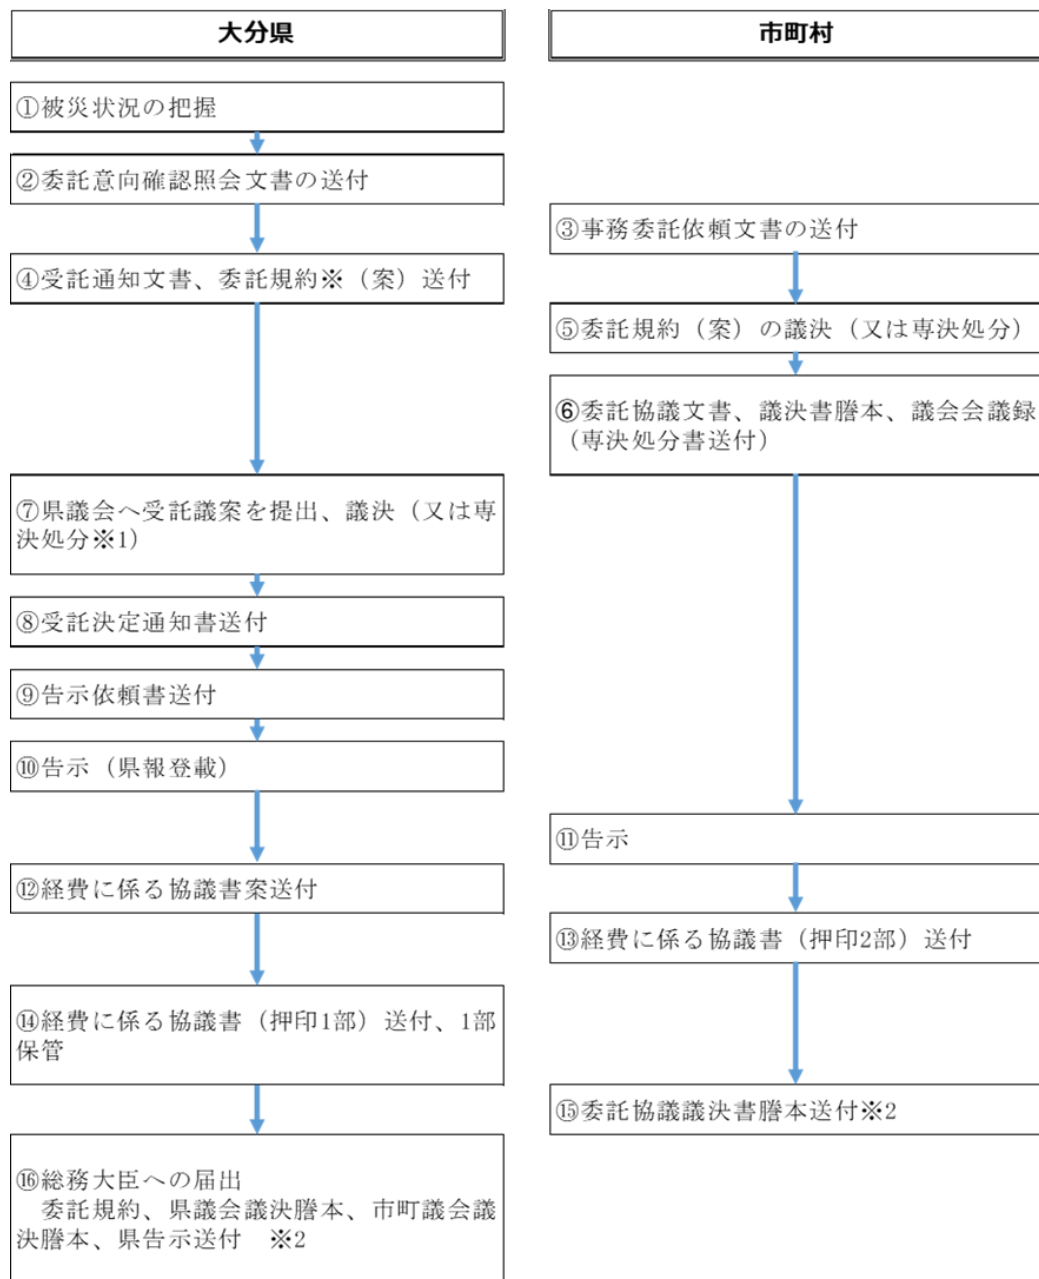 大分県
市町村
①被災状況の把握
②委託意向確認照会文書の送付
③事務委託依頼文書の送付
④受託通知文書、委託規約※（案）送付
⑤委託規約（案）の議決（又は専決処分）
⑥委託協議文書、議決書謄本、議会会議録
（専決処分書送付）
⑦県議会へ受託議案を提出、議決（又は専
決処分※1）
⑧受託決定通知書送付
⑨告示依頼書送付
⑩告示（県報登載）
⑪告示
⑫経費に係る協議書案送付
⑬経費に係る協議書（押印2部）送付
⑭経費に係る協議書（押印1部）送付、1部
保管
⑮委託協議議決書謄本送付※2
⑯総務大臣への届出
委託規約、県議会議決謄本、市町議会議
決謄本、県告示送付　※2